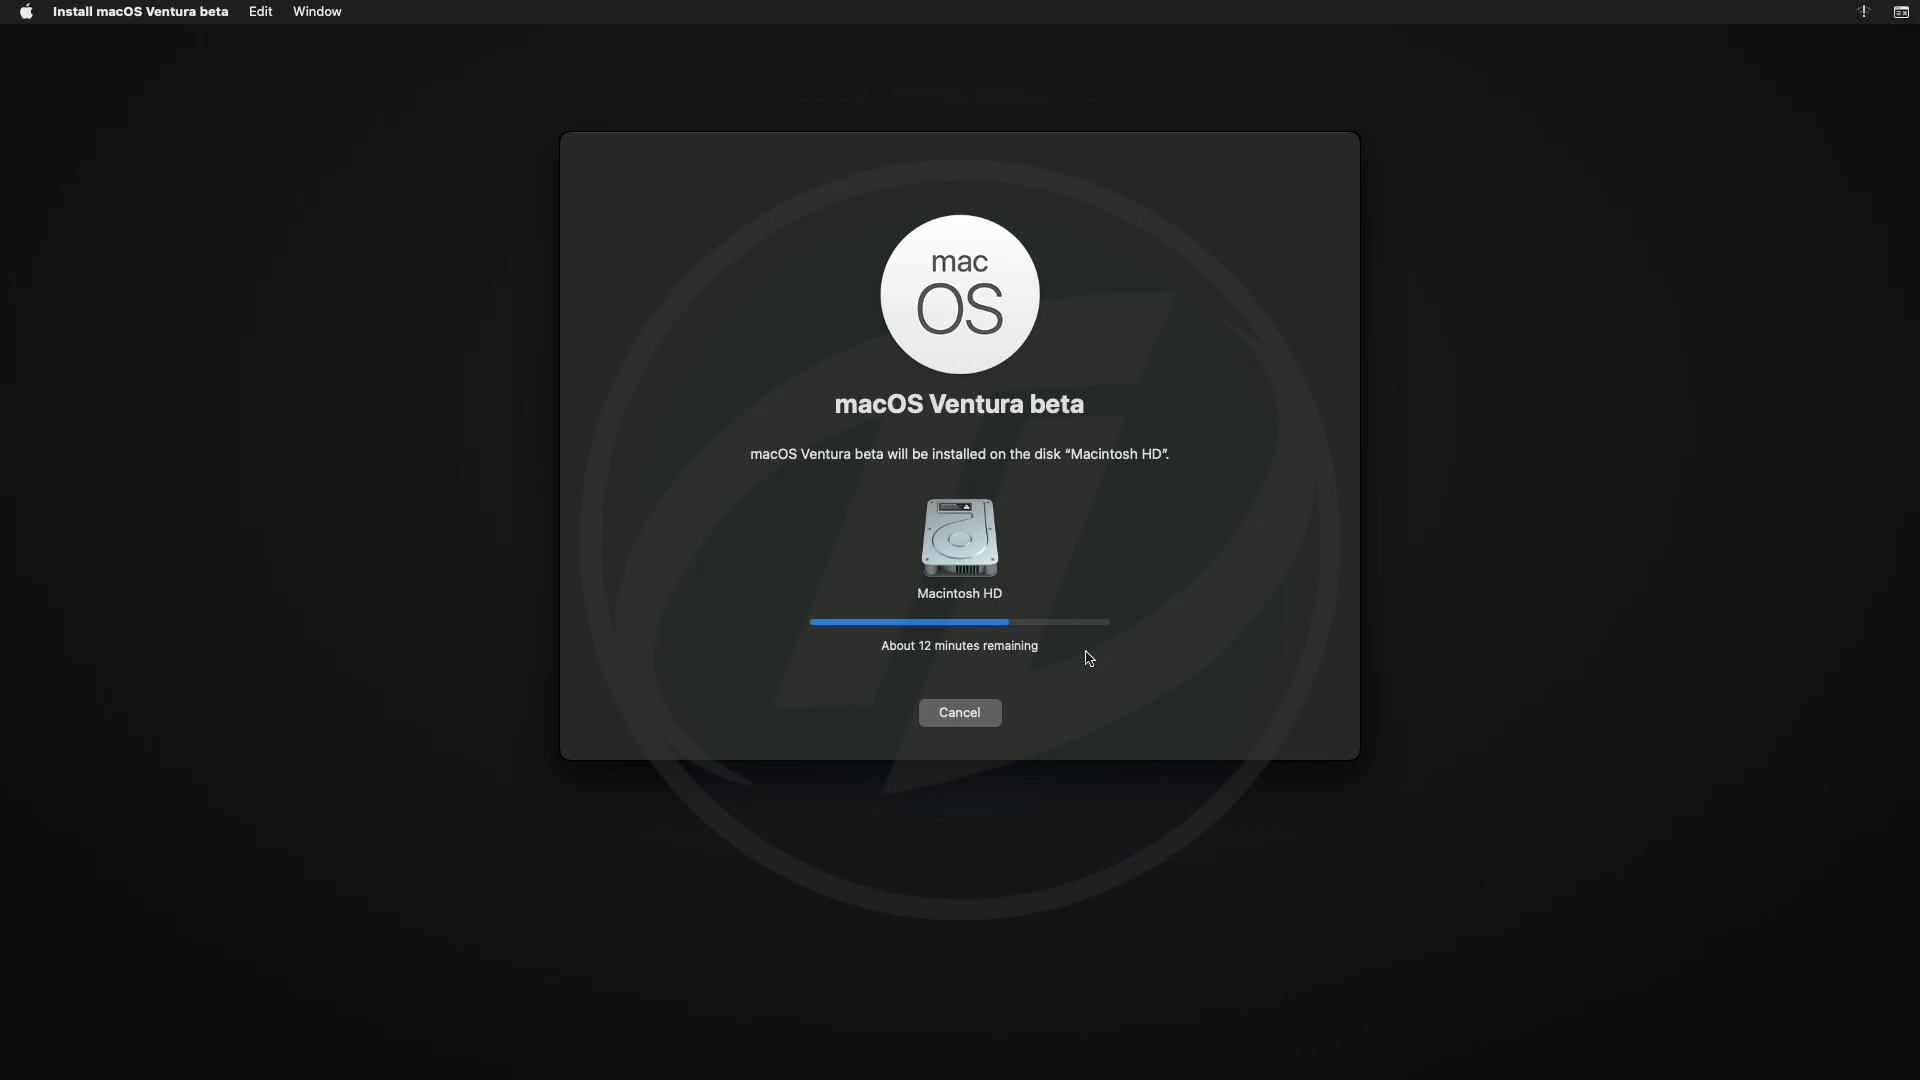 Install macOS Ventura beta Edit Window
mac
OS
macOS Ventura beta
macOS Ventura beta will be installed on the disk “Macintosh HD”.
Macintosh HD
About 12 minutes remaining
Cancel